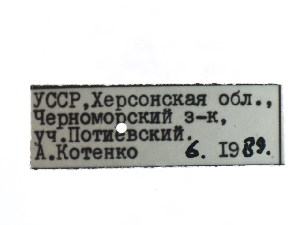 УССР,Херсонская обл.,
Черноморский з-к,
уч.Потиевский.
А.Котенко 6. 1989.